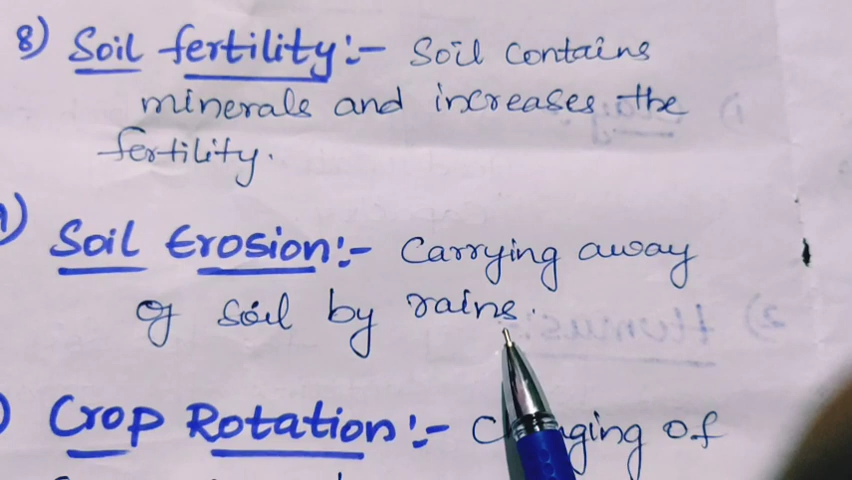 8) Soil fertility:- Soil contains
minerals and increases the
fertility.
) Soil Erosion:- Carrying away
of soil by rains.
) Crop Rotation:- Changing of